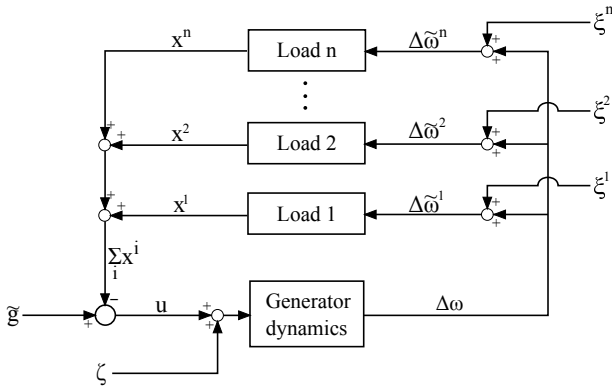 ξⁿ
xⁿ Load n Δω̃ⁿ + +
⋮
ξ²
+ + x² Load 2 Δω̃² + +
ξ¹
+ + x¹ Load 1 Δω̃¹ + +
Σxⁱ
i
g̃ + − u + + Generator Δω
dynamics
ζ